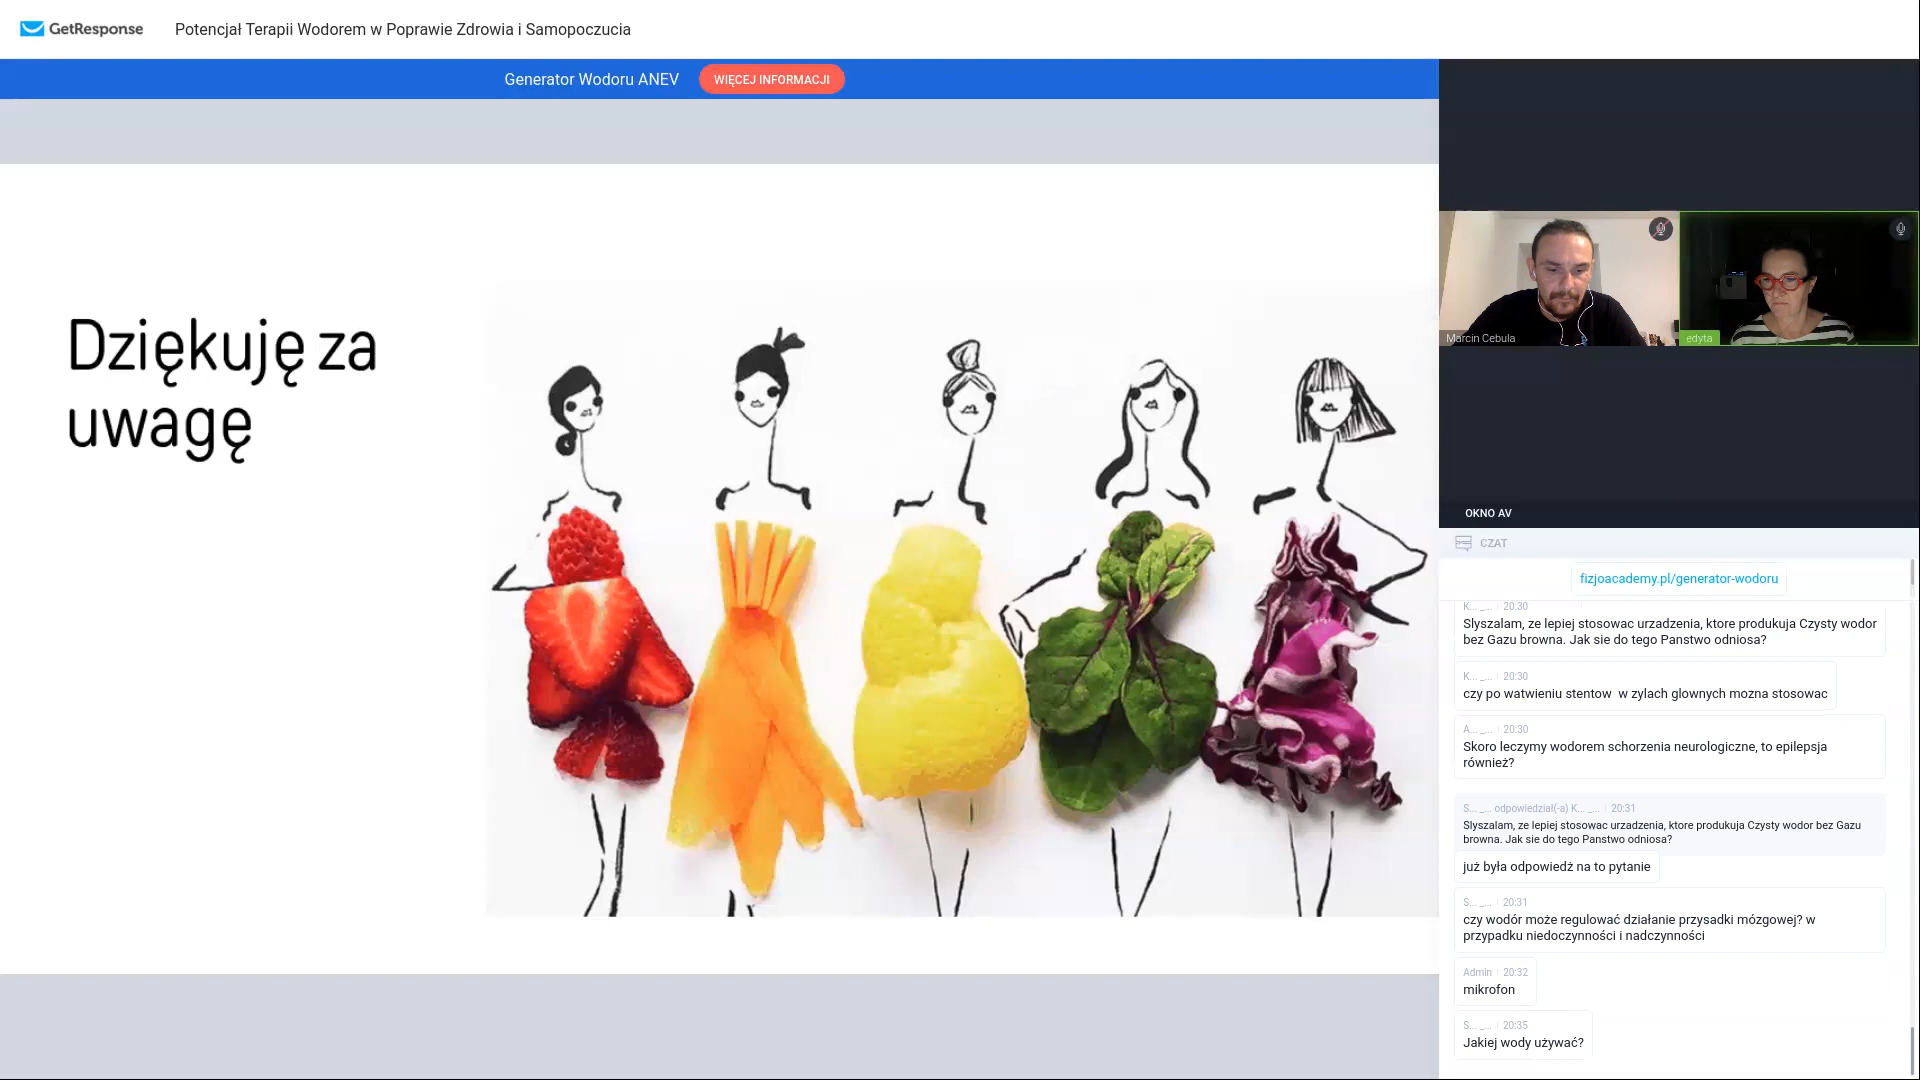 GetResponse
Potencjał Terapii Wodorem w Poprawie Zdrowia i Samopoczucia
Generator Wodoru ANEV
WIĘCEJ INFORMACJI
Dziękuję za
uwagę
Marcin Cebula
edyta
OKNO AV
CZAT
fizjoacademy.pl/generator-wodoru
K... _... 20:30
Slyszalam, ze lepiej stosowac urzadzenia, ktore produkuja Czysty wodor
bez Gazu browna. Jak sie do tego Panstwo odniosa?
K... _... 20:30
czy po watwieniu stentow w zylach glownych mozna stosowac
A... _... 20:30
Skoro leczymy wodorem schorzenia neurologiczne, to epilepsja
również?
S... _... odpowiedział(-a) K... _... 20:31
Slyszalam, ze lepiej stosowac urzadzenia, ktore produkuja Czysty wodor bez Gazu
browna. Jak sie do tego Panstwo odniosa?
już była odpowiedż na to pytanie
S... _... 20:31
czy wodór może regulować działanie przysadki mózgowej? w
przypadku niedoczynności i nadczynności
Admin 20:32
mikrofon
S... _... 20:35
Jakiej wody używać?